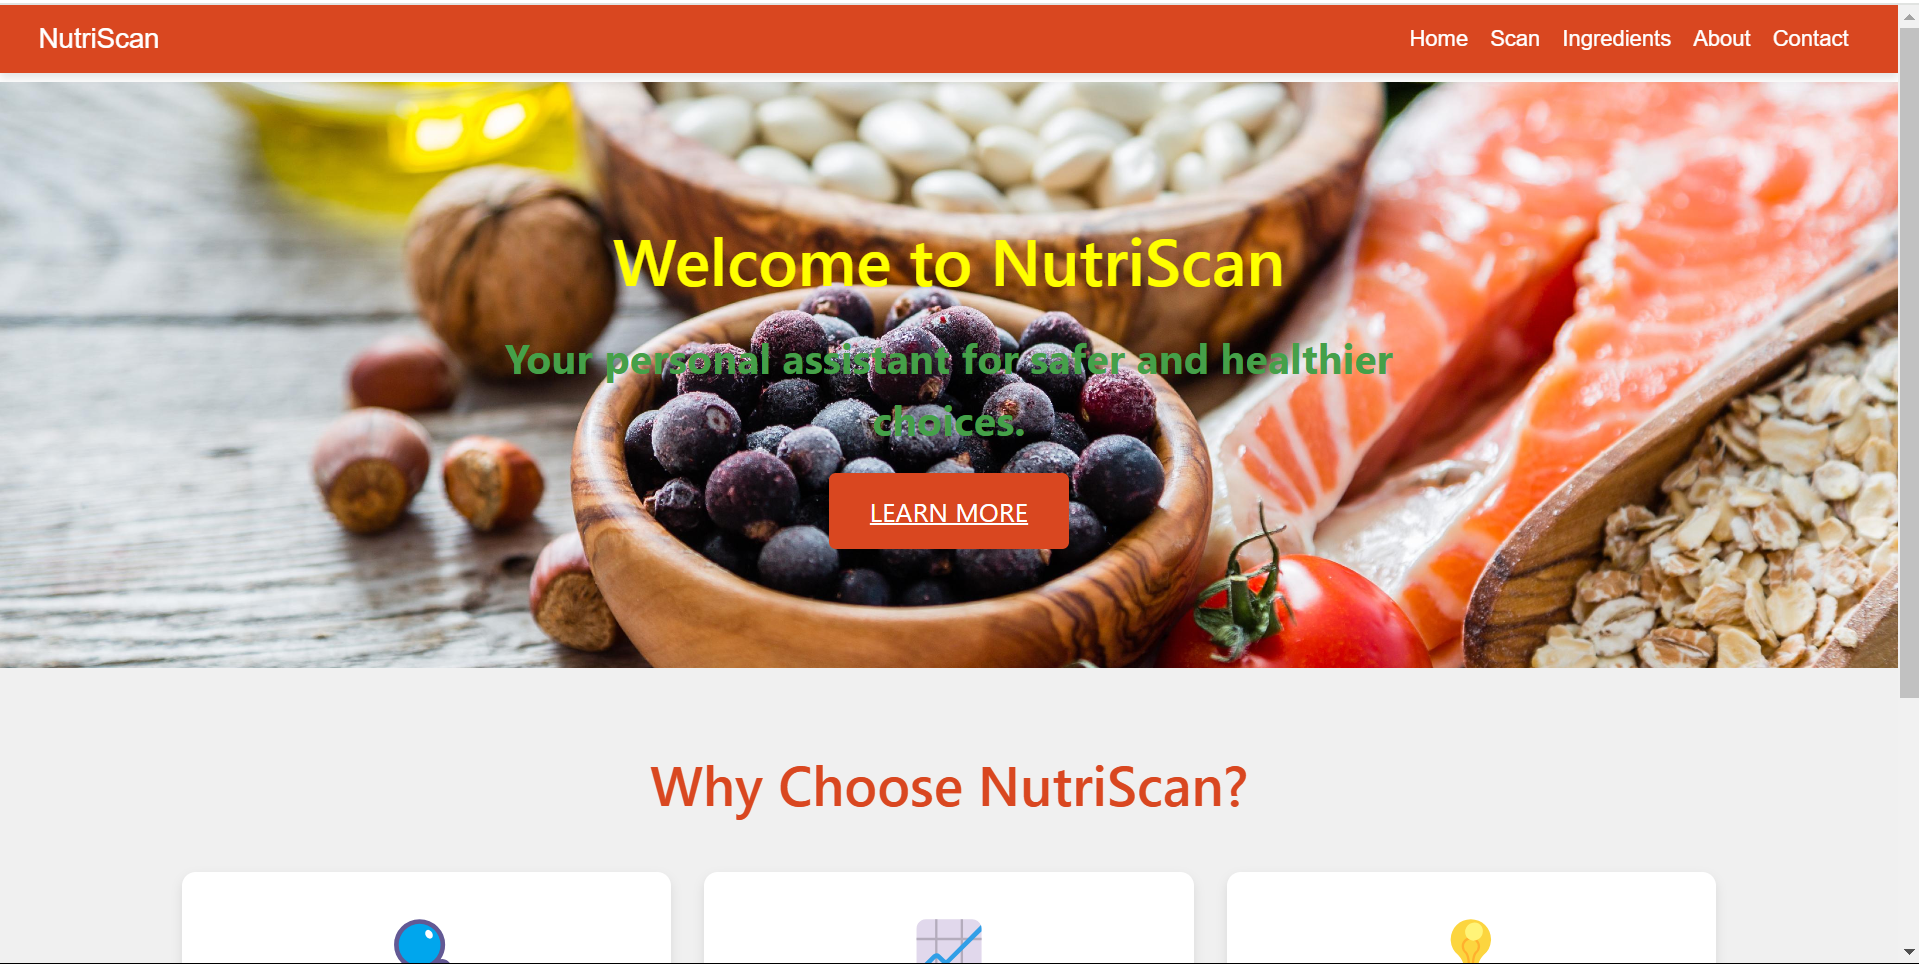 NutriScan
Home Scan Ingredients About Contact
Welcome to NutriScan
Your personal assistant for safer and healthier
choices.
LEARN MORE
Why Choose NutriScan?